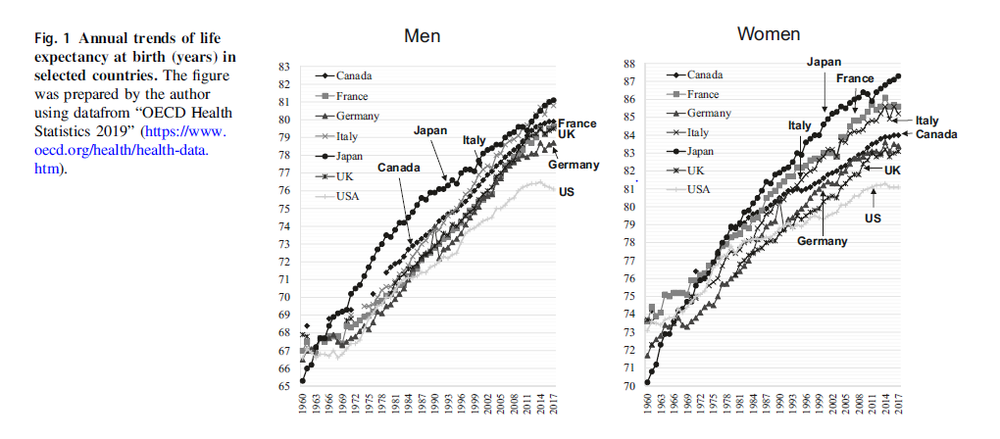 Fig. 1 Annual trends of life
expectancy at birth (years) in
selected countries. The figure
was prepared by the author
using datafrom “OECD Health
Statistics 2019” (https://www.
oecd.org/health/health-data.
htm).
Men
83
82
81
80
79
78
77
76
75
74
73
72
71
70
69
68
67
66
65
Canada
France
Germany
Italy
Japan
UK
USA
Japan
Italy
Canada
France
UK
Germany
US
1960
1963
1966
1969
1972
1975
1978
1981
1984
1987
1990
1993
1996
1999
2002
2005
2008
2011
2014
2017
Women
88
87
86
85
84
83
82
81
80
79
78
77
76
75
74
73
72
71
70
Canada
France
Germany
Italy
Japan
UK
USA
Japan
France
Italy
Italy
Canada
UK
US
Germany
1960
1963
1966
1969
1972
1975
1978
1981
1984
1987
1990
1993
1996
1999
2002
2005
2008
2011
2014
2017